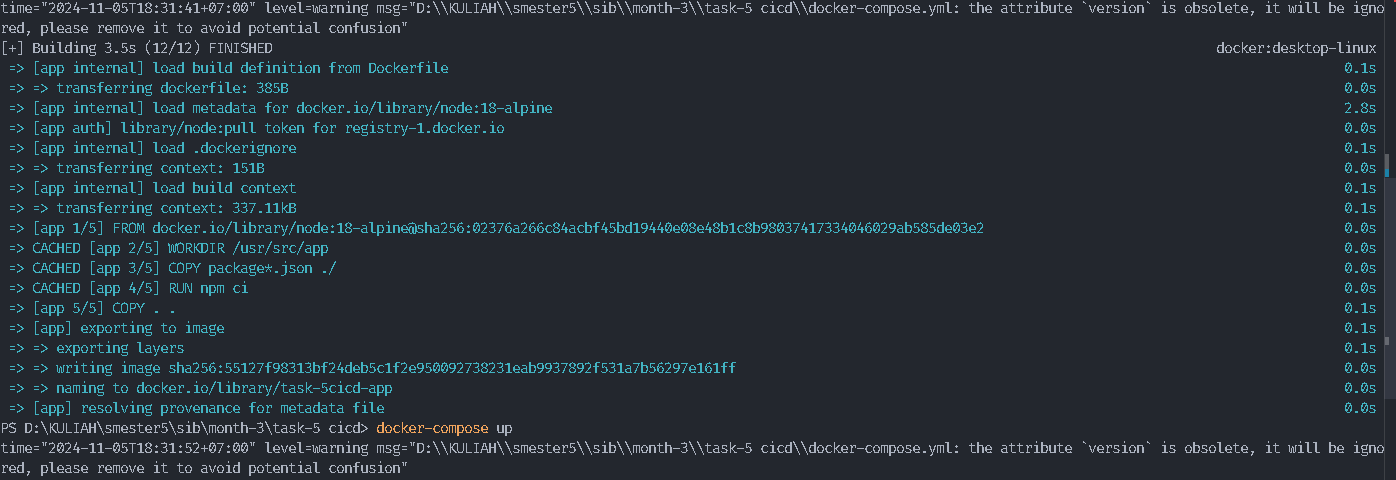 time="2024-11-05T18:31:41+07:00" level=warning msg="D:\\KULIAH\\smester5\\sib\\month-3\\task-5 cicd\\docker-compose.yml: the attribute `version` is obsolete, it will be igno
red, please remove it to avoid potential confusion"
[+] Building 3.5s (12/12) FINISHED docker:desktop-linux
=> [app internal] load build definition from Dockerfile 0.1s
=> => transferring dockerfile: 385B 0.0s
=> [app internal] load metadata for docker.io/library/node:18-alpine 2.8s
=> [app auth] library/node:pull token for registry-1.docker.io 0.0s
=> [app internal] load .dockerignore 0.1s
=> => transferring context: 151B 0.0s
=> [app internal] load build context 0.1s
=> => transferring context: 337.11kB 0.1s
=> [app 1/5] FROM docker.io/library/node:18-alpine@sha256:02376a266c84acbf45bd19440e08e48b1c8b98037417334046029ab585de03e2 0.0s
=> CACHED [app 2/5] WORKDIR /usr/src/app 0.0s
=> CACHED [app 3/5] COPY package*.json ./ 0.0s
=> CACHED [app 4/5] RUN npm ci 0.0s
=> [app 5/5] COPY . . 0.1s
=> [app] exporting to image 0.1s
=> => exporting layers 0.1s
=> => writing image sha256:55127f98313bf24deb5c1f2e950092738231eab9937892f531a7b56297e161ff 0.0s
=> => naming to docker.io/library/task-5cicd-app 0.0s
=> [app] resolving provenance for metadata file 0.0s
PS D:\KULIAH\smester5\sib\month-3\task-5 cicd> docker-compose up
time="2024-11-05T18:31:52+07:00" level=warning msg="D:\\KULIAH\\smester5\\sib\\month-3\\task-5 cicd\\docker-compose.yml: the attribute `version` is obsolete, it will be igno
red, please remove it to avoid potential confusion"